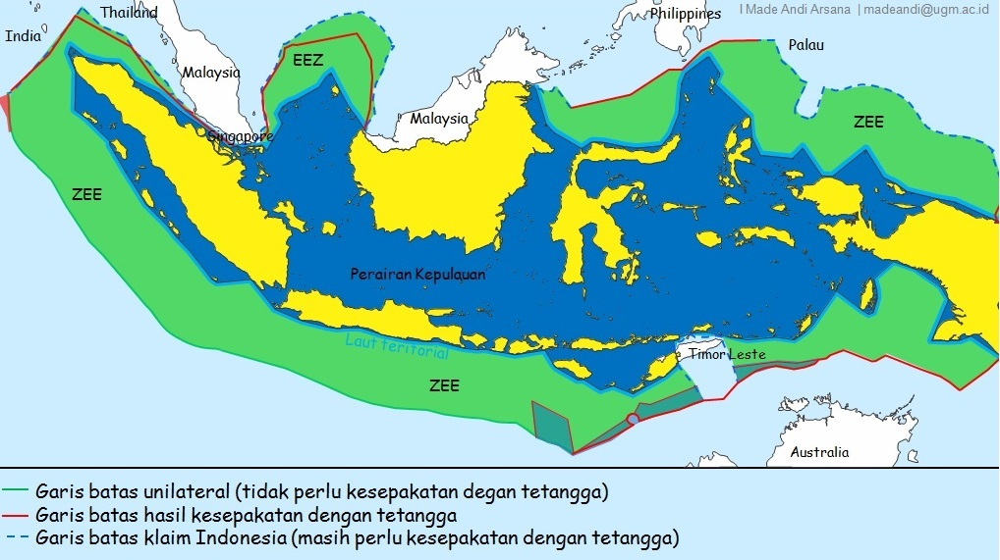 I Made Andi Arsana | madeandi@ugm.ac.id
Thailand
Philippines
India
Palau
EEZ
Malaysia
Malaysia
ZEE
Singapore
ZEE
Perairan Kepulauan
Laut teritorial
Timor Leste
ZEE
Australia
Garis batas unilateral (tidak perlu kesepakatan degan tetangga)
Garis batas hasil kesepakatan dengan tetangga
Garis batas klaim Indonesia (masih perlu kesepakatan dengan tetangga)